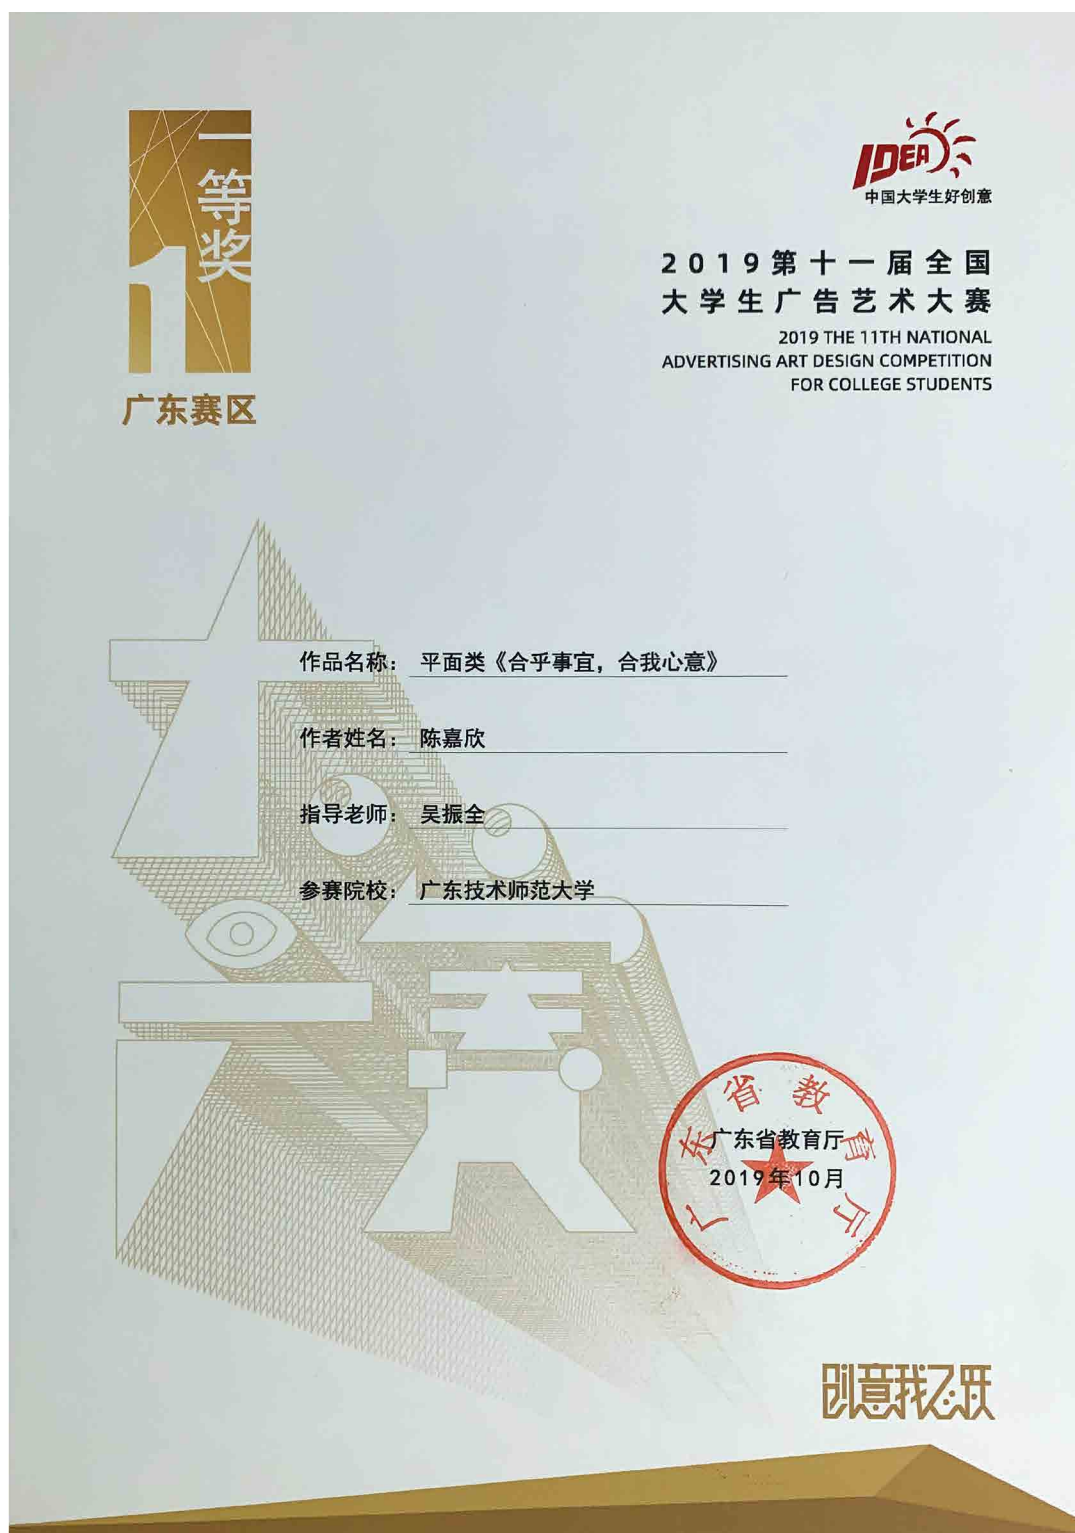 一等奖
1
广东赛区
IDEA
中国大学生好创意
2019第十一届全国
大学生广告艺术大赛
2019 THE 11TH NATIONAL
ADVERTISING ART DESIGN COMPETITION
FOR COLLEGE STUDENTS
作品名称： 平面类《合乎事宜，合我心意》
作者姓名： 陈嘉欣
指导老师： 吴振全
参赛院校： 广东技术师范大学
广东省教育厅
广东省教育厅
2019年10月